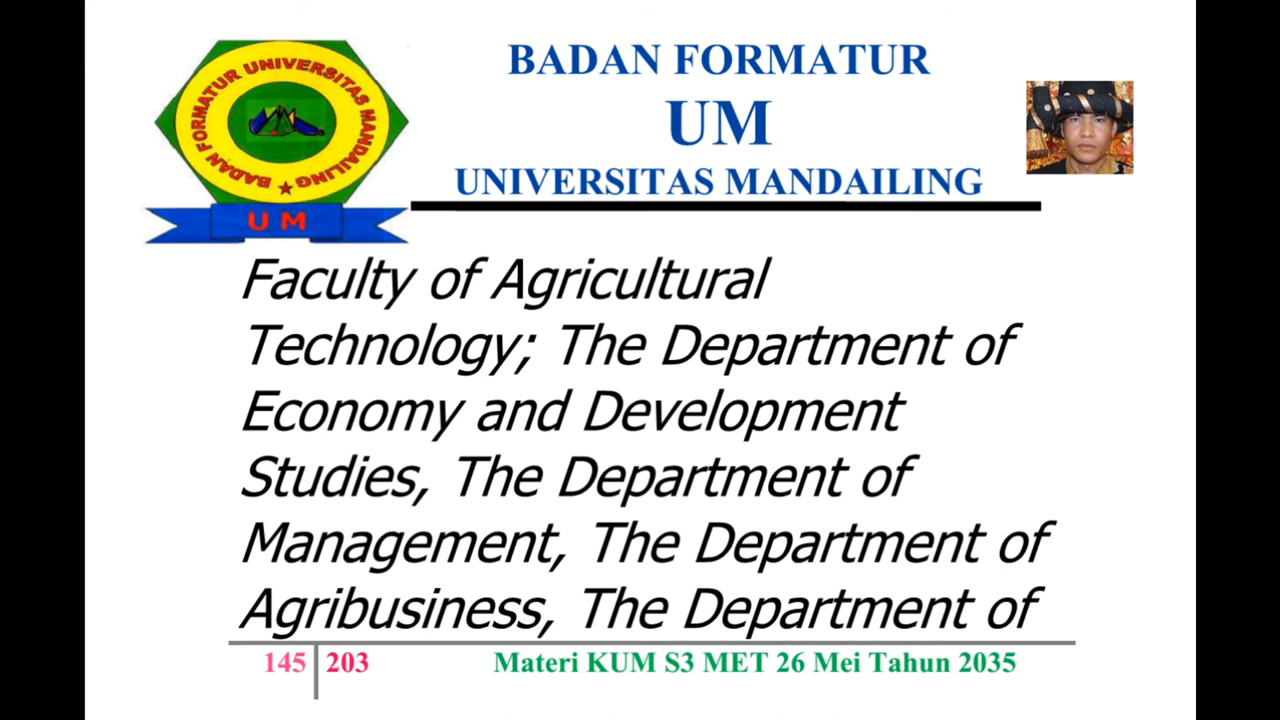 BADAN FORMATUR UNIVERSITAS MANDAILING
U M
BADAN FORMATUR
UM
UNIVERSITAS MANDAILING
Faculty of Agricultural
Technology; The Department of
Economy and Development
Studies, The Department of
Management, The Department of
Agribusiness, The Department of
145 203 Materi KUM S3 MET 26 Mei Tahun 2035